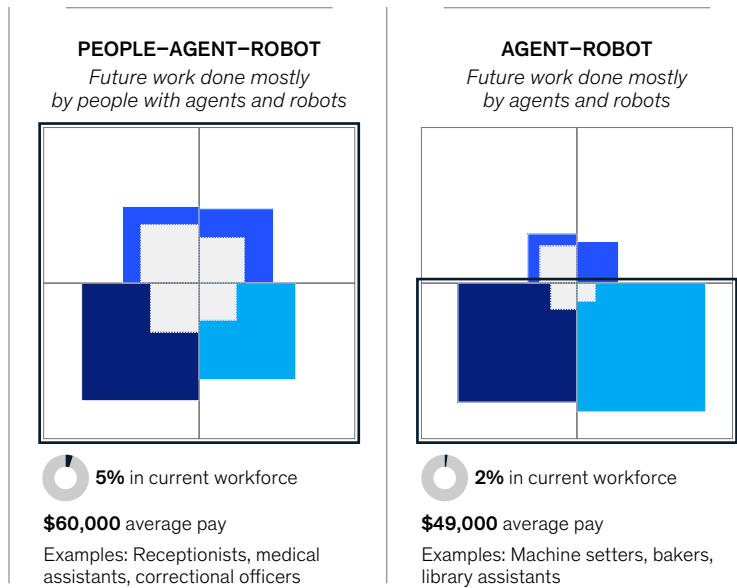 PEOPLE–AGENT–ROBOT
Future work done mostly
by people with agents and robots
5% in current workforce
$60,000 average pay
Examples: Receptionists, medical
assistants, correctional officers
AGENT–ROBOT
Future work done mostly
by agents and robots
2% in current workforce
$49,000 average pay
Examples: Machine setters, bakers,
library assistants